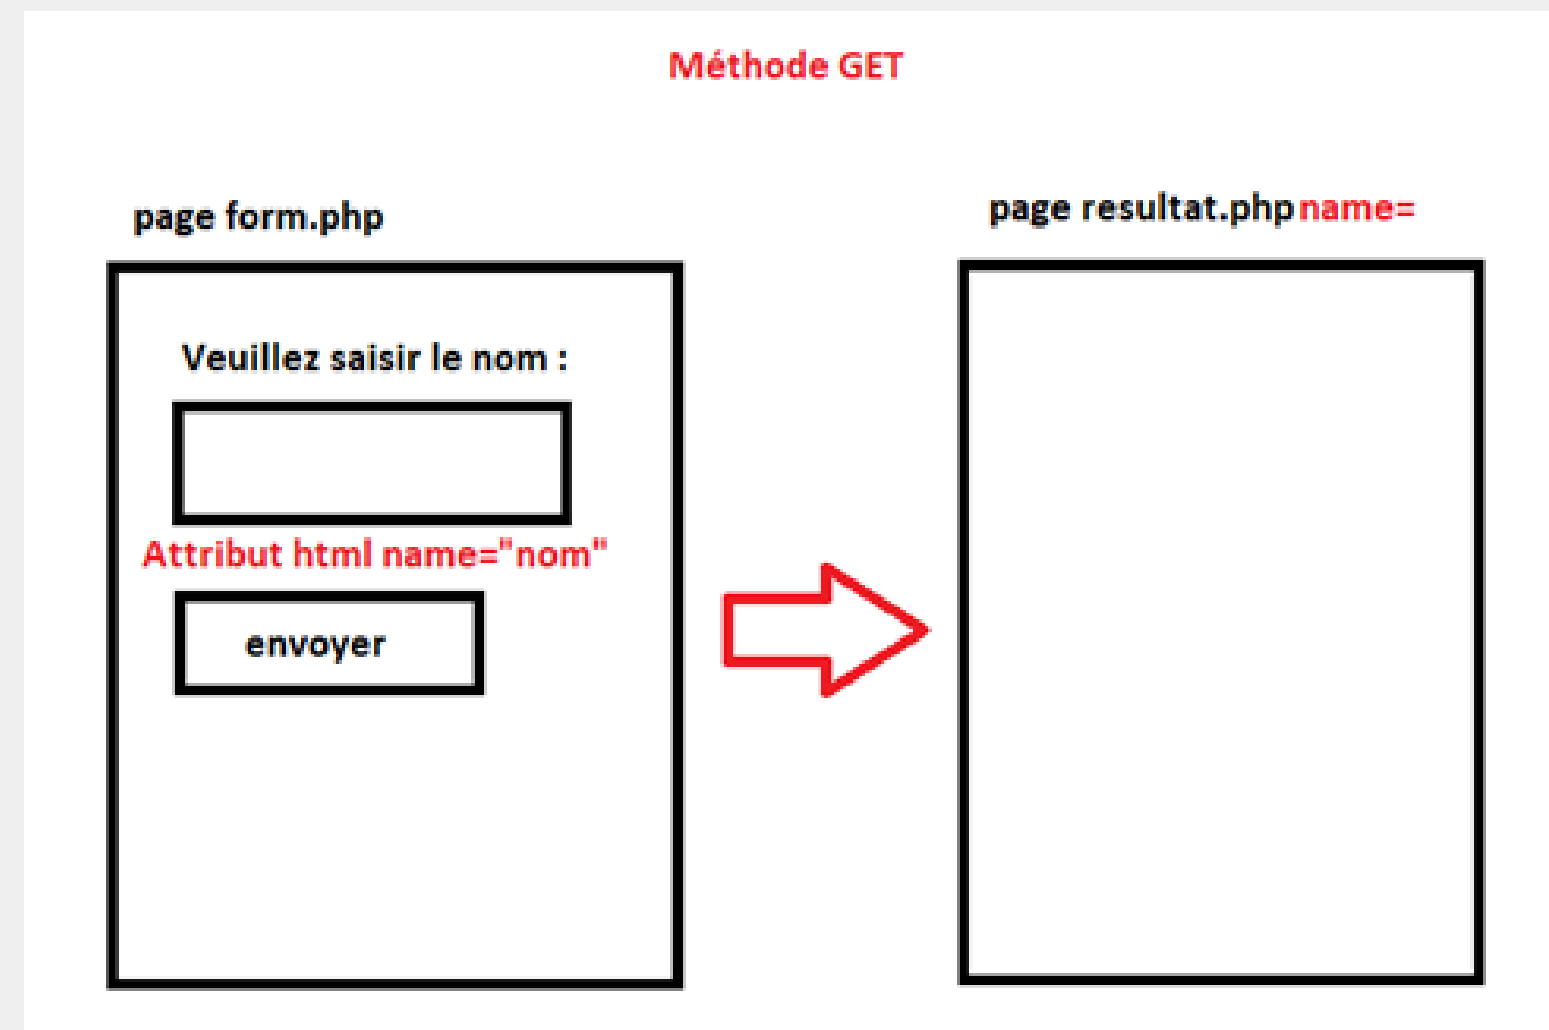 Méthode GET
page form.php
page resultat.php name=
Veuillez saisir le nom :
Attribut html name="nom"
envoyer